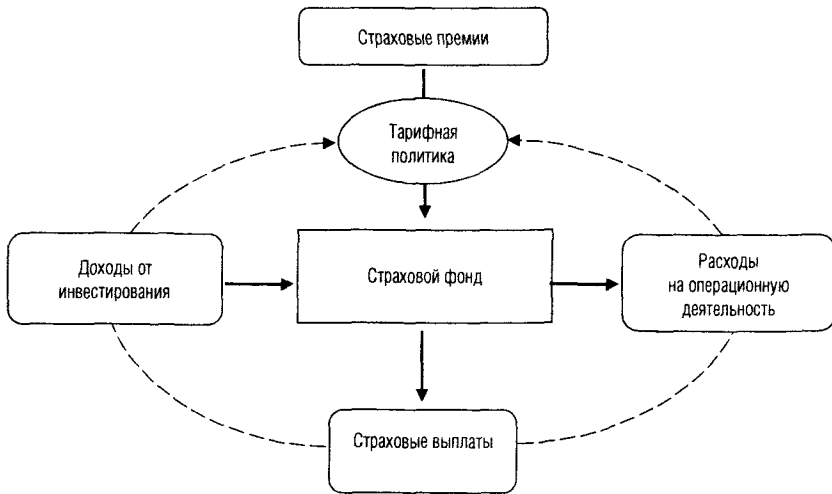 Страховые премии
Тарифная
политика
Доходы от
инвестирования
Страховой фонд
Расходы
на операционную
деятельность
Страховые выплаты